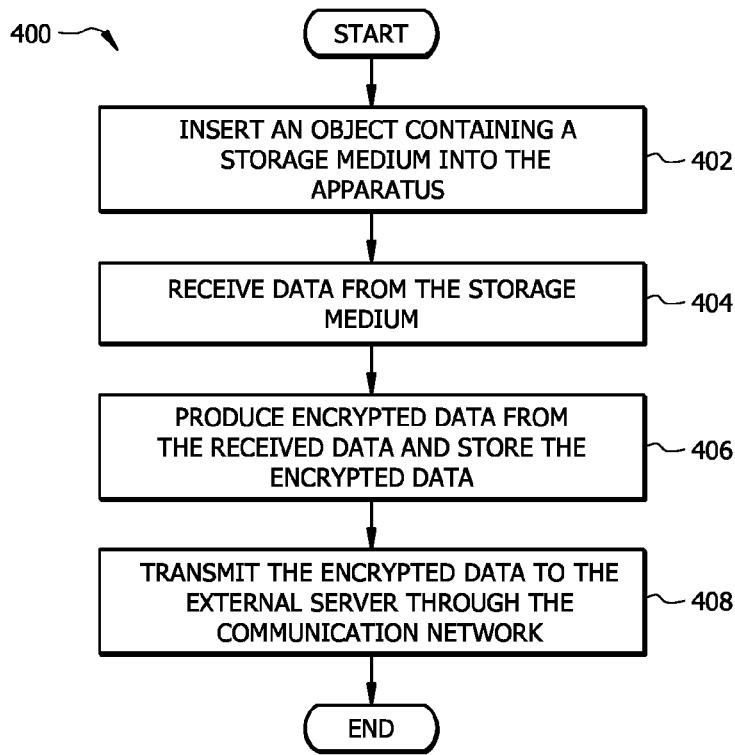 400
START
INSERT AN OBJECT CONTAINING A
STORAGE MEDIUM INTO THE
APPARATUS
402
RECEIVE DATA FROM THE STORAGE
MEDIUM
404
PRODUCE ENCRYPTED DATA FROM
THE RECEIVED DATA AND STORE THE
ENCRYPTED DATA
406
TRANSMIT THE ENCRYPTED DATA TO THE
EXTERNAL SERVER THROUGH THE
COMMUNICATION NETWORK
408
END